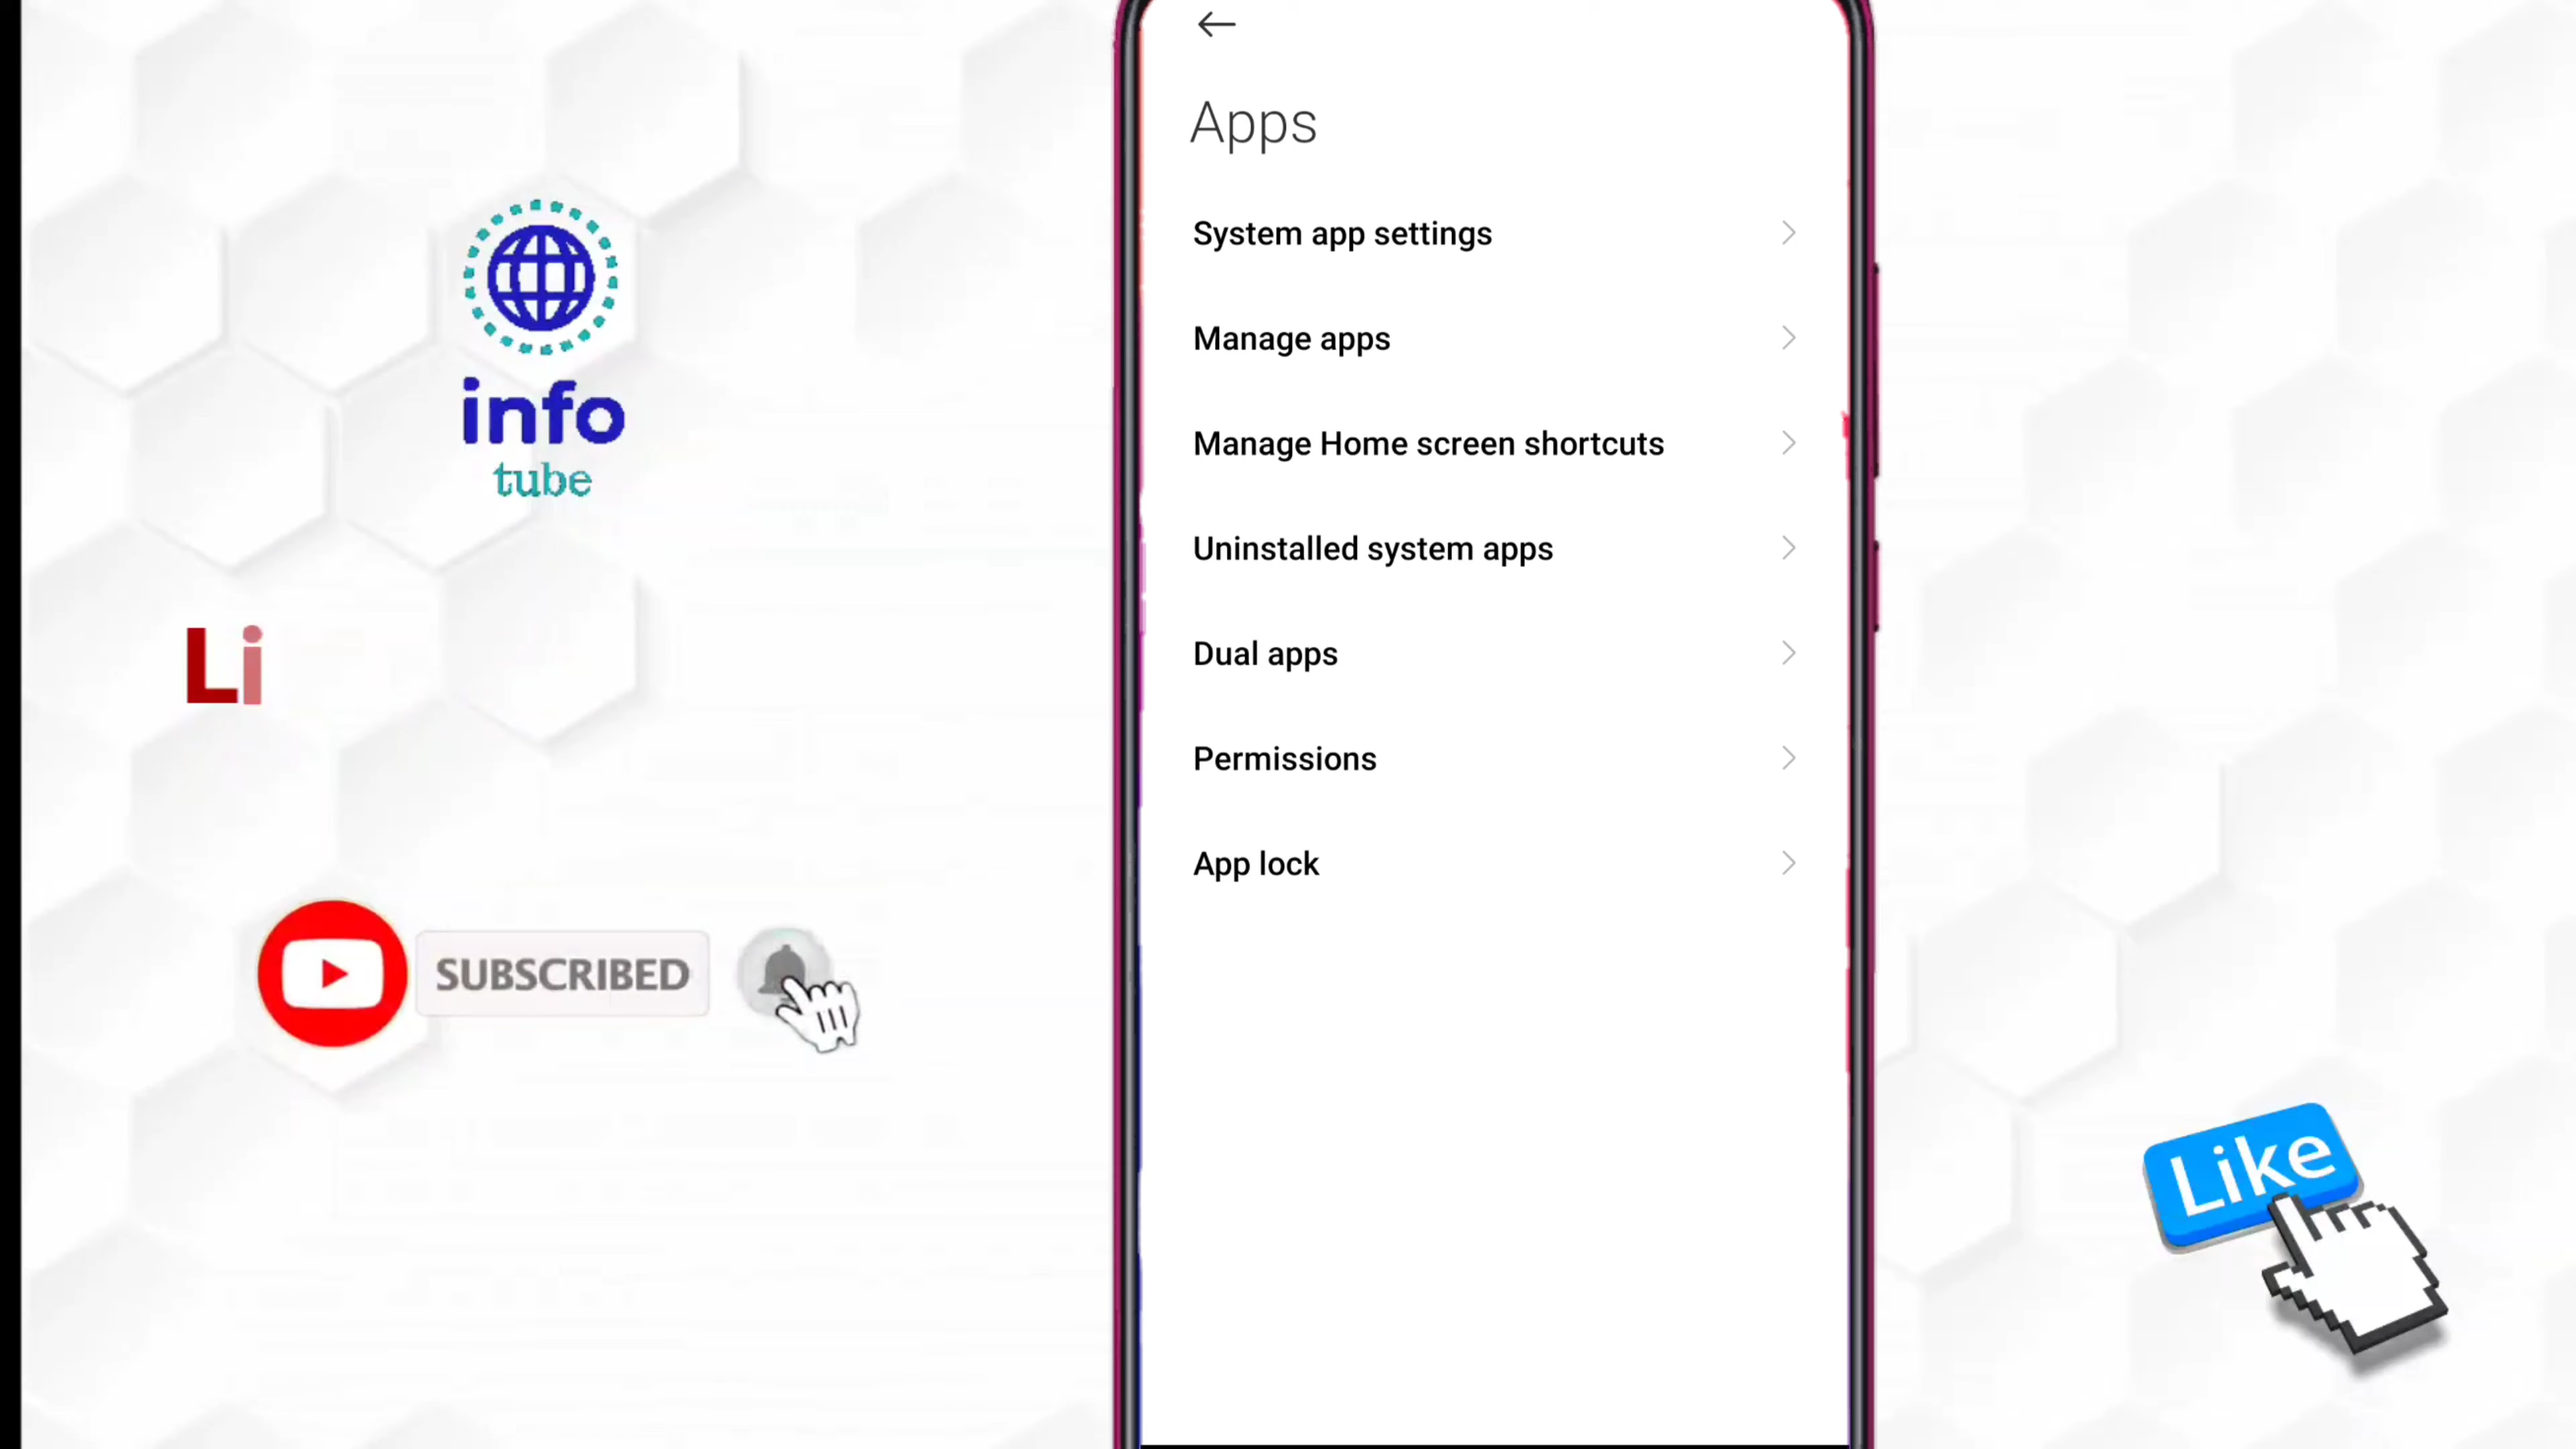 info
tube
Li
SUBSCRIBED
Apps
System app settings
Manage apps
Manage Home screen shortcuts
Uninstalled system apps
Dual apps
Permissions
App lock
Like